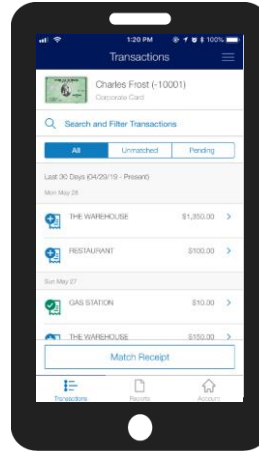 1:20 PM 100%
Transactions
Charles Frost (-10001)
Corporate Card
Search and Filter Transactions
All Unmatched Pending
Last 30 Days (04/29/19 - Present)
Mon May 28
THE WAREHOUSE $1,350.00
RESTAURANT $100.00
Sun May 27
GAS STATION $10.00
THE WAREHOUSE $150.00
Match Receipt
Transactions Reports Account